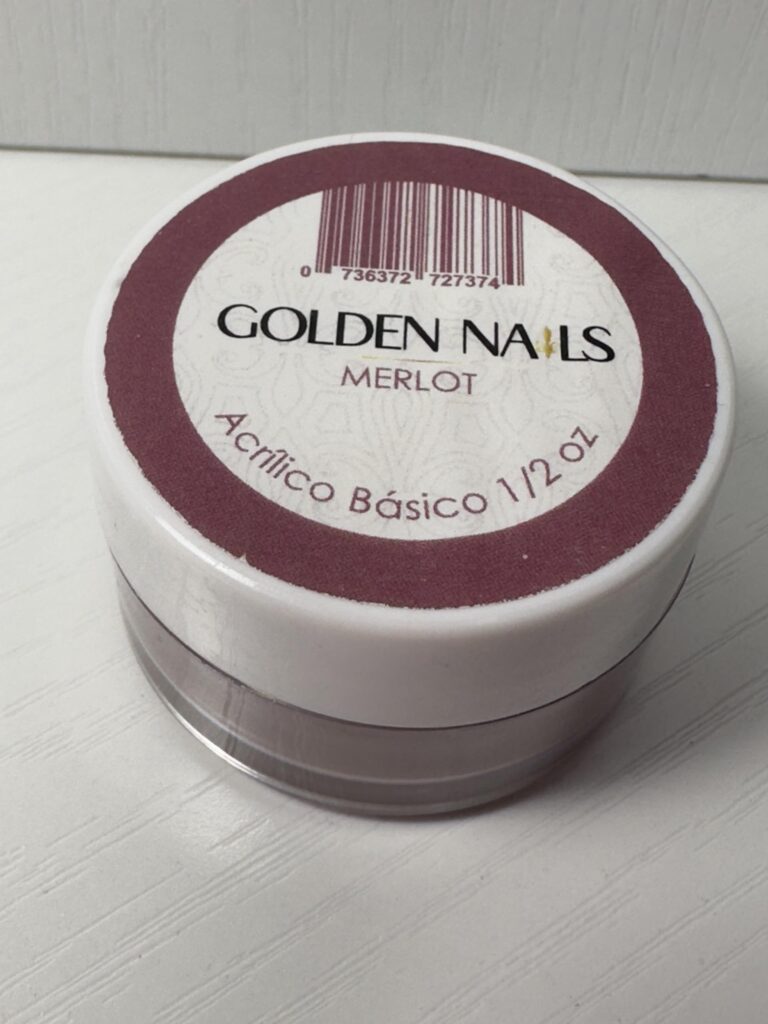 0 736372 727374
GOLDEN NAILS
MERLOT
Acrílico Básico 1/2 oz